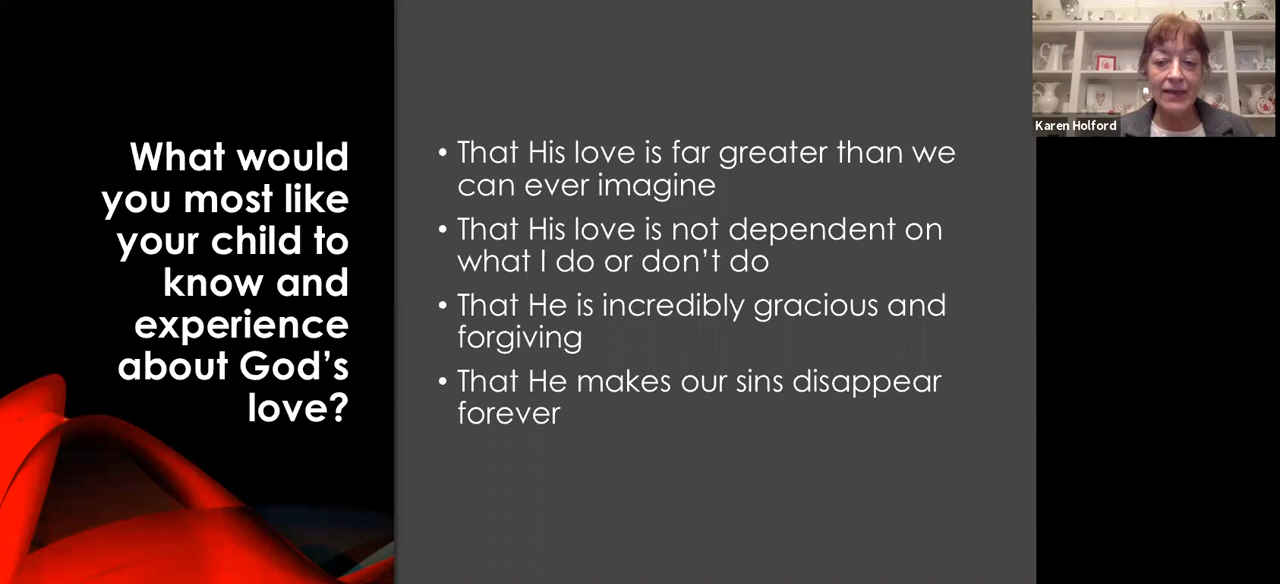 What would
you most like
your child to
know and
experience
about God's
love?
• That His love is far greater than we
can ever imagine
• That His love is not dependent on
what I do or don't do
• That He is incredibly gracious and
forgiving
• That He makes our sins disappear
forever
Karen Holford